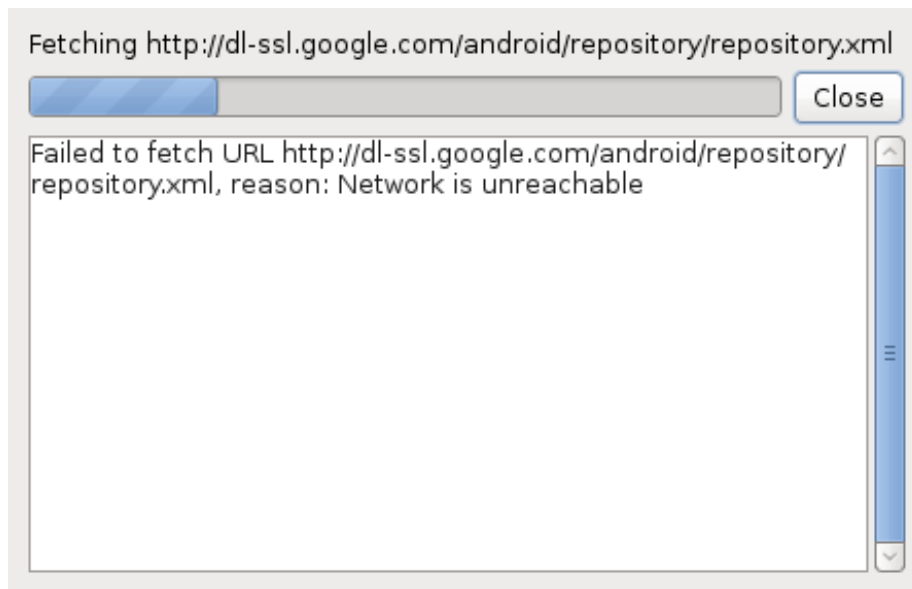 Fetching http://dl-ssl.google.com/android/repository/repository.xml
Close
Failed to fetch URL http://dl-ssl.google.com/android/repository/
repository.xml, reason: Network is unreachable